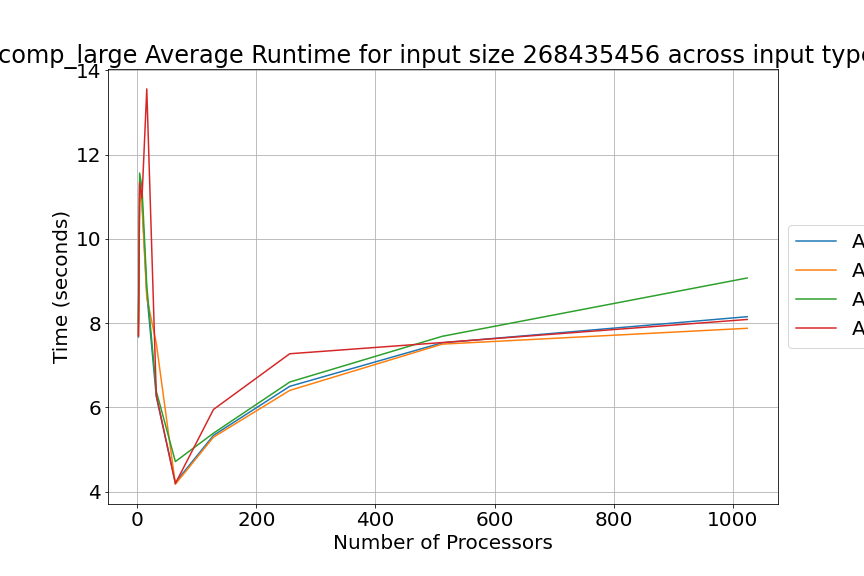 comp_large Average Runtime for input size 268435456 across input type
14
12
10
8
6
4
0 200 400 600 800 1000
Time (seconds)
Number of Processors
A
A
A
A